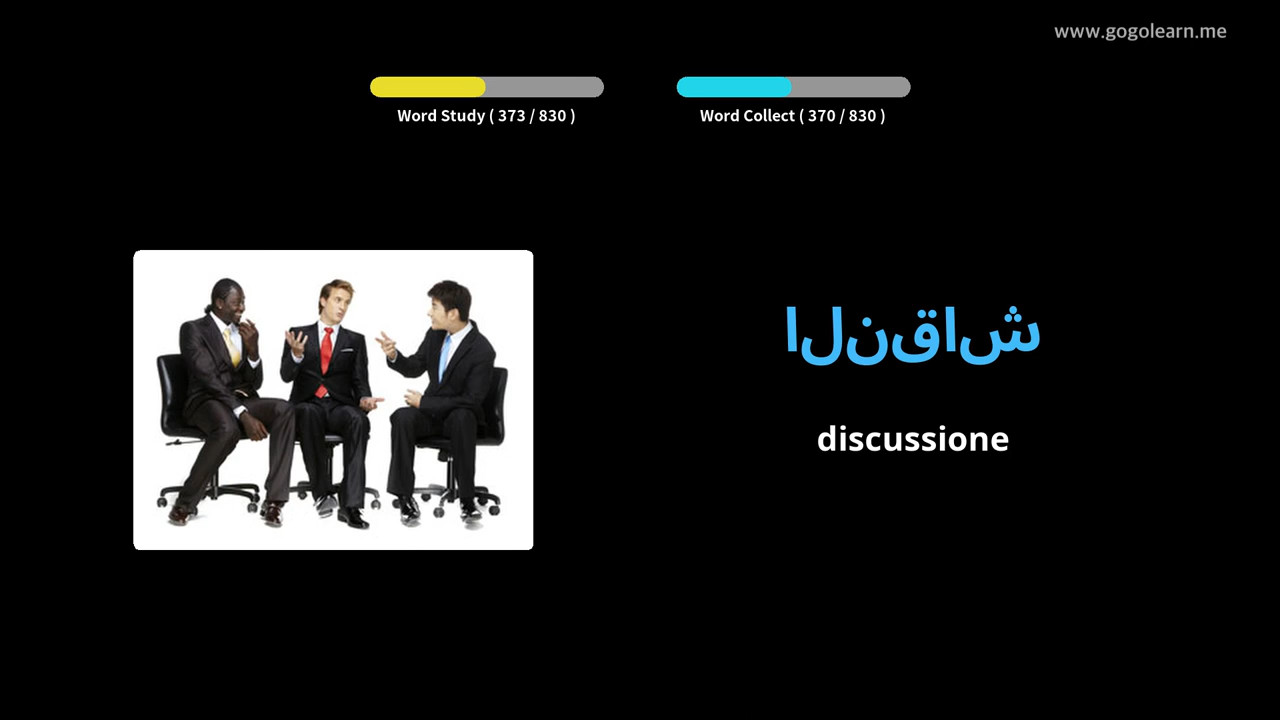 www.gogolearn.me
Word Study ( 373 / 830 )
Word Collect ( 370 / 830 )
النقاش
discussione